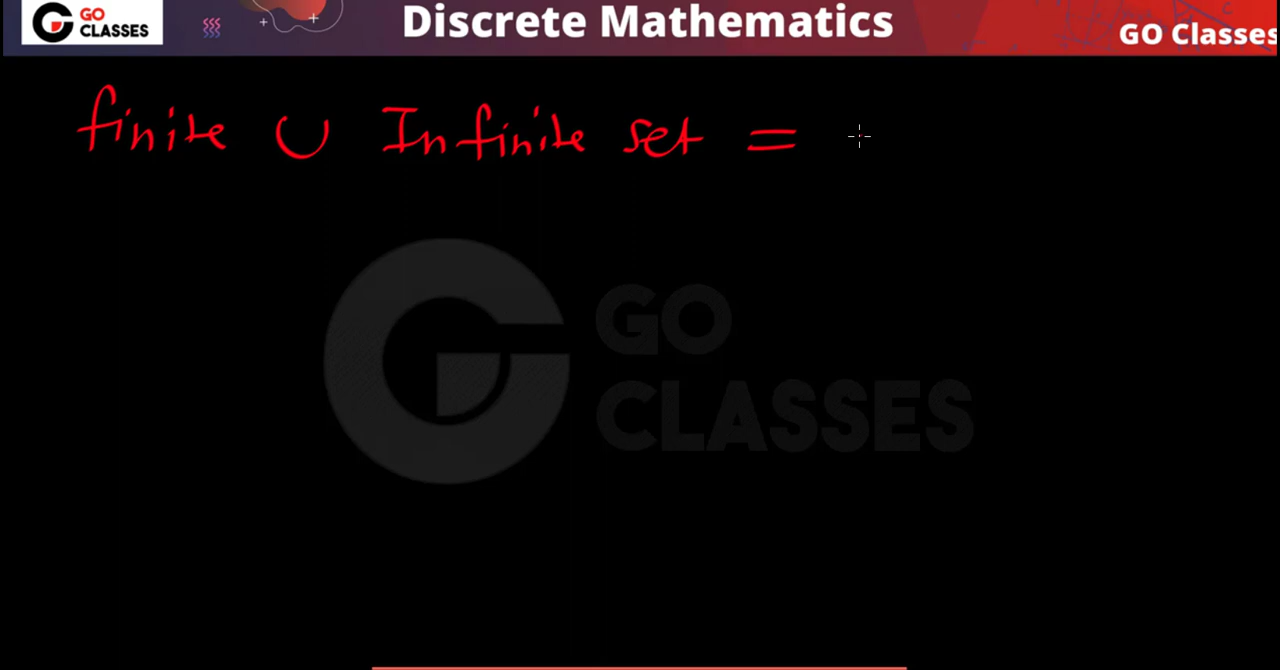 GO
CLASSES
Discrete Mathematics
GO Classes
finite ∪ Infinite set =
GO
CLASSES